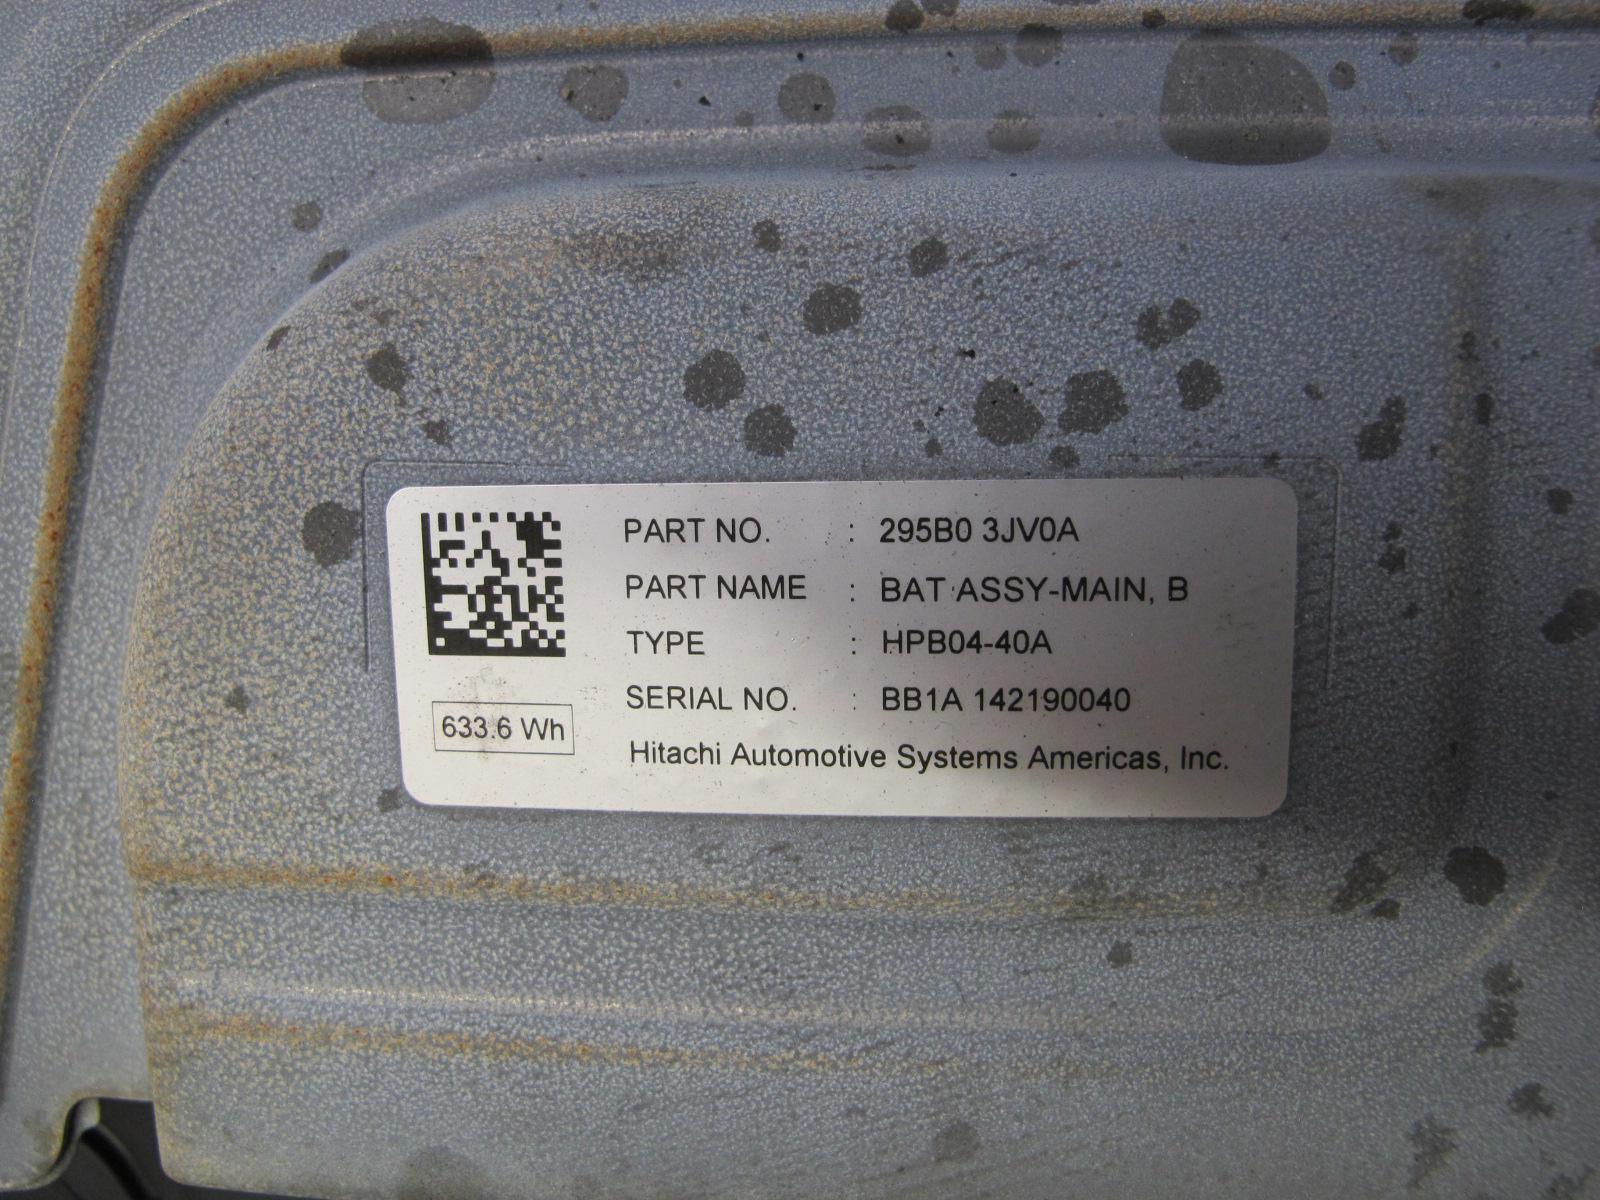 PART NO. : 295B0 3JV0A
PART NAME : BAT ASSY-MAIN, B
TYPE : HPB04-40A
SERIAL NO. : BB1A 142190040
633.6 Wh
Hitachi Automotive Systems Americas, Inc.